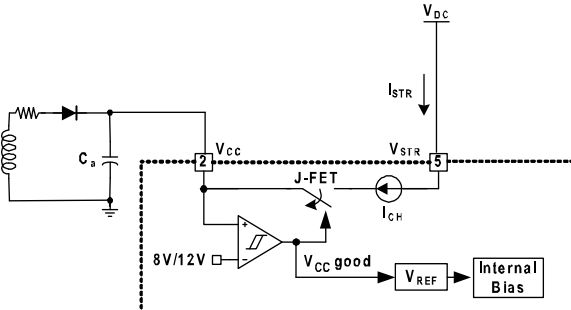 VDC
ISTR
Ca
VCC
VSTR
2
5
J-FET
ICH
+
8V/12V
−
VCC good
VREF
Internal
Bias